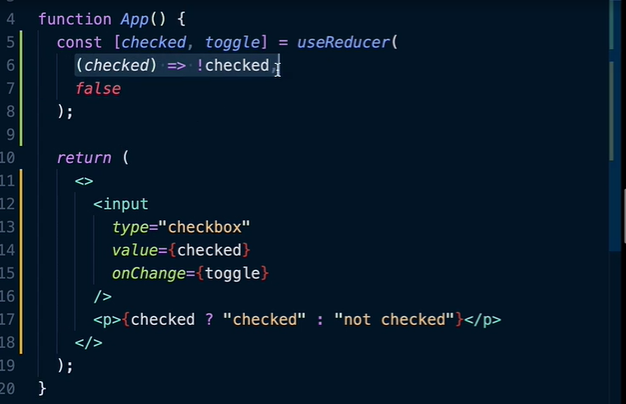 4 function App() {
5 const [checked, toggle] = useReducer(
6 (checked) => !checked,
7 false
8 );
9
10 return (
11 <>
12 <input
13 type="checkbox"
14 value={checked}
15 onChange={toggle}
16 />
17 <p>{checked ? "checked" : "not checked"}</p>
18 </>
19 );
20 }